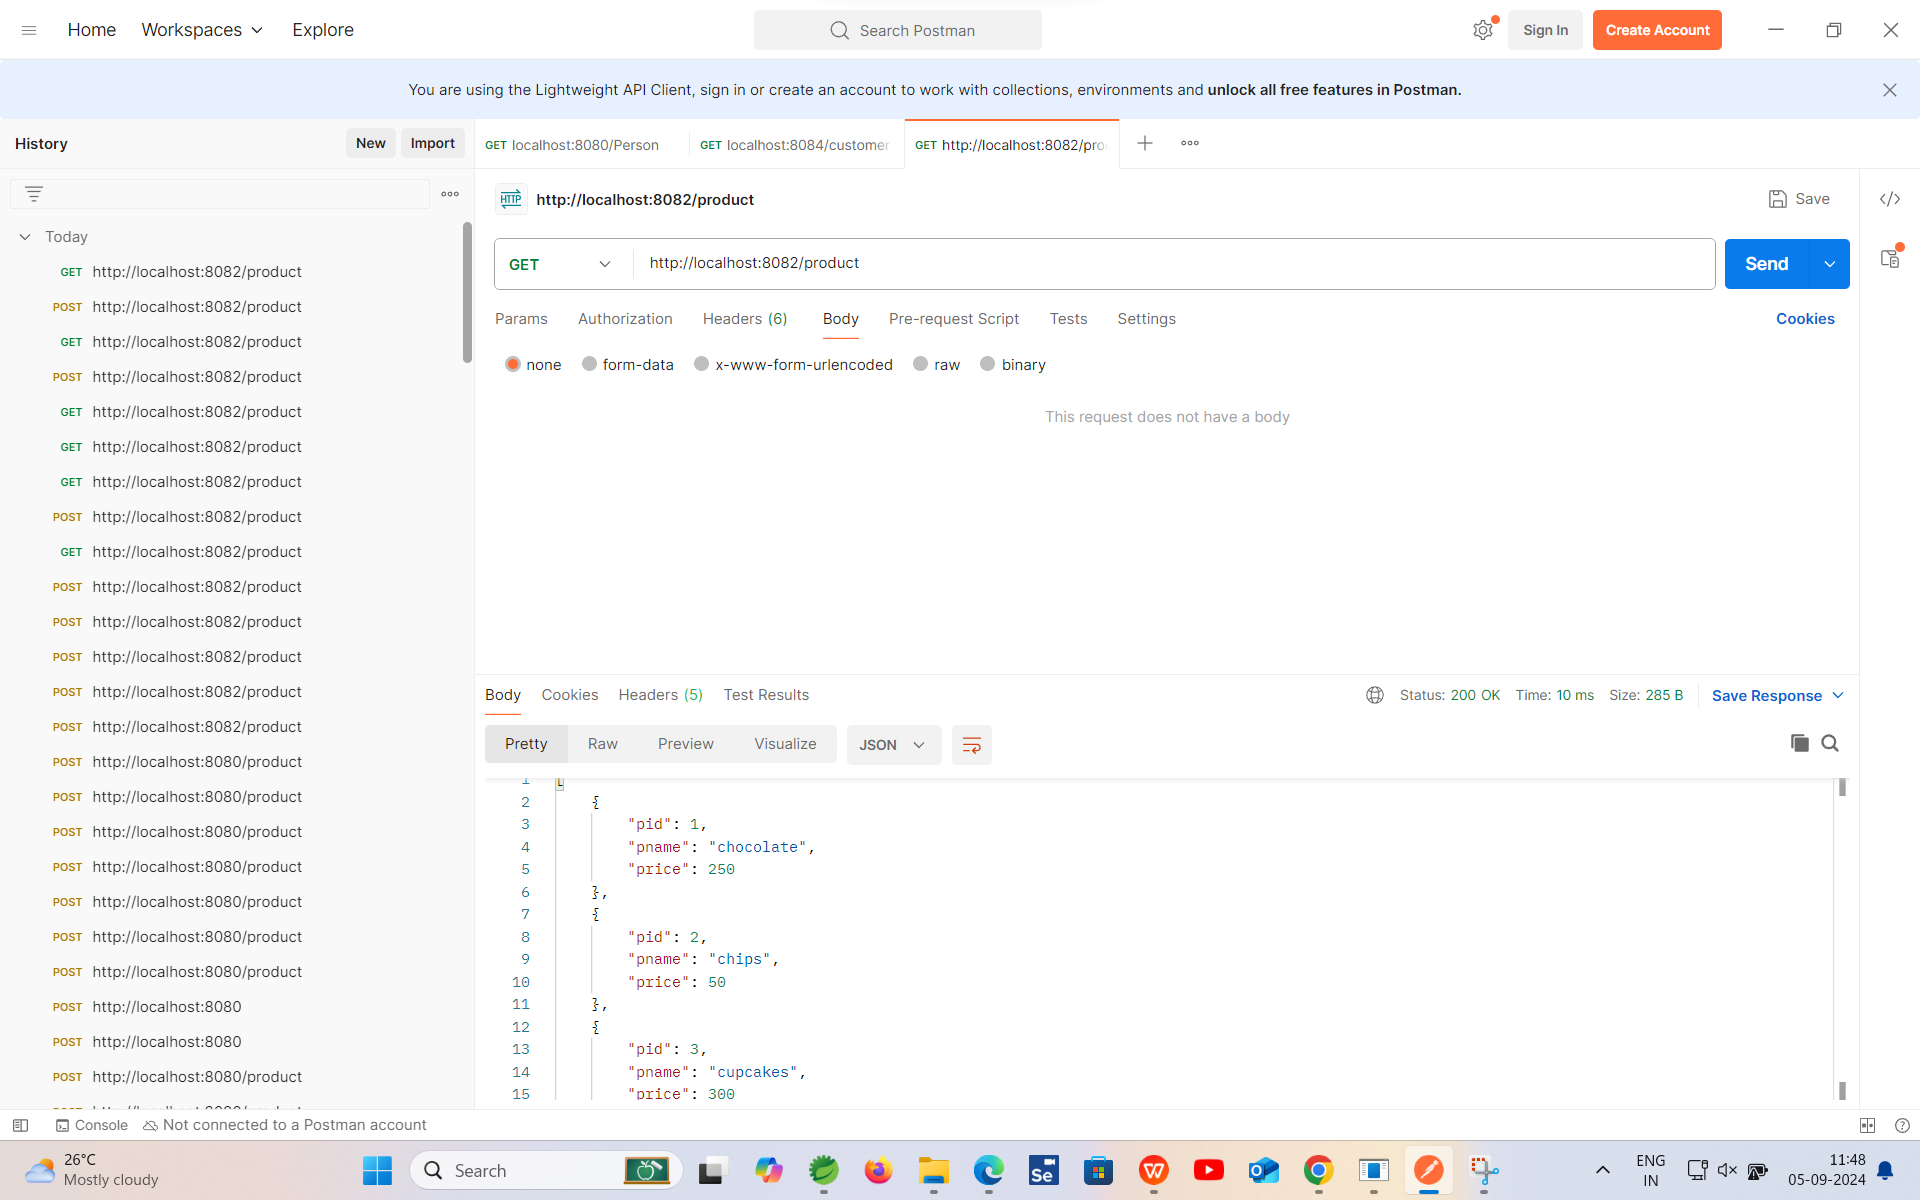 Home Workspaces Explore
Search Postman
Sign In Create Account
You are using the Lightweight API Client, sign in or create an account to work with collections, environments and unlock all free features in Postman.
History New Import
GET localhost:8080/Person GET localhost:8084/customer GET http://localhost:8082/pro
HTTP http://localhost:8082/product Save
Today
GET http://localhost:8082/product
POST http://localhost:8082/product
GET http://localhost:8082/product
POST http://localhost:8082/product
GET http://localhost:8082/product
GET http://localhost:8082/product
GET http://localhost:8082/product
POST http://localhost:8082/product
GET http://localhost:8082/product
POST http://localhost:8082/product
POST http://localhost:8082/product
POST http://localhost:8082/product
POST http://localhost:8082/product
POST http://localhost:8082/product
POST http://localhost:8080/product
POST http://localhost:8080/product
POST http://localhost:8080/product
POST http://localhost:8080/product
POST http://localhost:8080/product
POST http://localhost:8080/product
POST http://localhost:8080/product
POST http://localhost:8080
POST http://localhost:8080
POST http://localhost:8080/product
GET http://localhost:8082/product Send
Params Authorization Headers (6) Body Pre-request Script Tests Settings Cookies
none form-data x-www-form-urlencoded raw binary
This request does not have a body
Body Cookies Headers (5) Test Results Status: 200 OK Time: 10 ms Size: 285 B Save Response
Pretty Raw Preview Visualize JSON
1 [
2 {
3 "pid": 1,
4 "pname": "chocolate",
5 "price": 250
6 },
7 {
8 "pid": 2,
9 "pname": "chips",
10 "price": 50
11 },
12 {
13 "pid": 3,
14 "pname": "cupcakes",
15 "price": 300
Console Not connected to a Postman account
26°C
Mostly cloudy
Search
Se
W
ENG
IN
11:48
05-09-2024